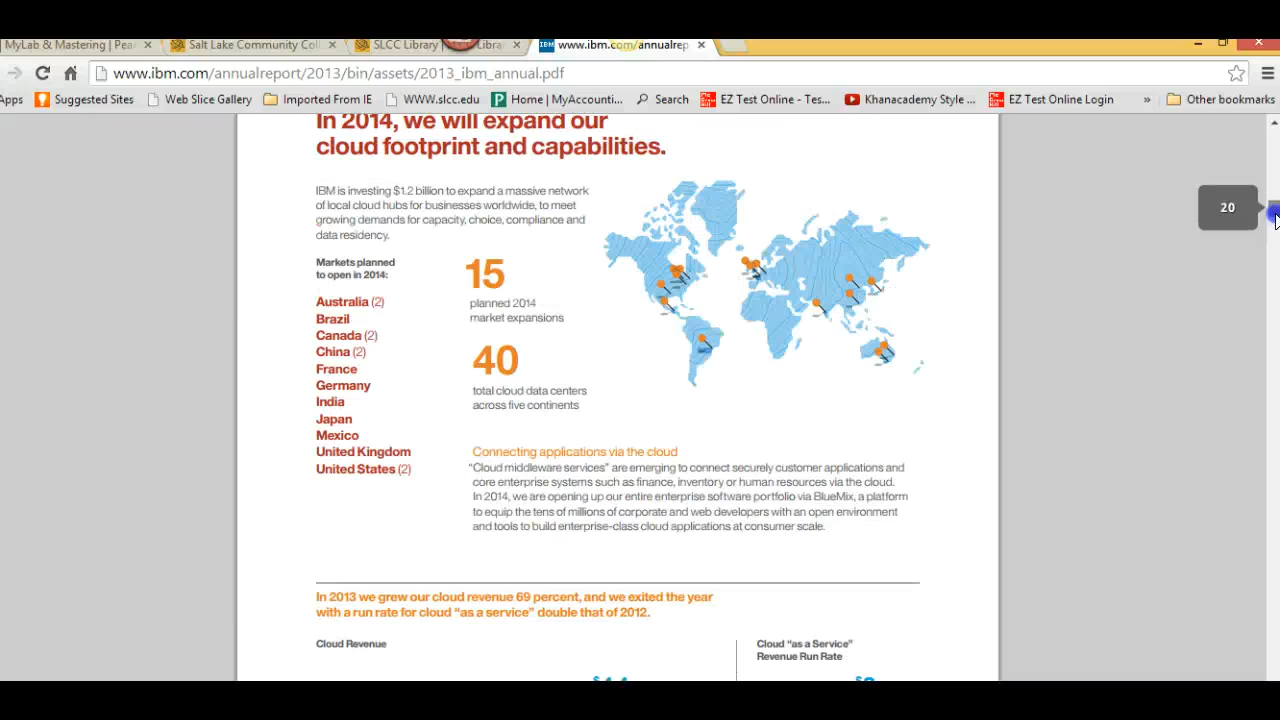 MyLab & Mastering | Pea
Salt Lake Community Coll
SLCC Library
Libra
www.ibm.com/annualrep
www.ibm.com/annualreport/2013/bin/assets/2013_ibm_annual.pdf
Apps
Suggested Sites
Web Slice Gallery
Imported From IE
WWW.slcc.edu
Home | MyAccounti...
Search
EZ Test Online - Tes...
Khanacademy Style ...
EZ Test Online Login
»
Other bookmarks
In 2014, we will expand our
cloud footprint and capabilities.
20
IBM is investing $1.2 billion to expand a massive network
of local cloud hubs for businesses worldwide, to meet
growing demands for capacity, choice, compliance and
data residency.
Markets planned
to open in 2014:
Australia (2)
Brazil
Canada (2)
China (2)
France
Germany
India
Japan
Mexico
United Kingdom
United States (2)
15
planned 2014
market expansions
40
total cloud data centers
across five continents
Connecting applications via the cloud
“Cloud middleware services” are emerging to connect securely customer applications and
core enterprise systems such as finance, inventory or human resources via the cloud.
In 2014, we are opening up our entire enterprise software portfolio via BlueMix, a platform
to equip the tens of millions of corporate and web developers with an open environment
and tools to build enterprise-class cloud applications at consumer scale.
In 2013 we grew our cloud revenue 69 percent, and we exited the year
with a run rate for cloud “as a service” double that of 2012.
Cloud Revenue
Cloud “as a Service”
Revenue Run Rate